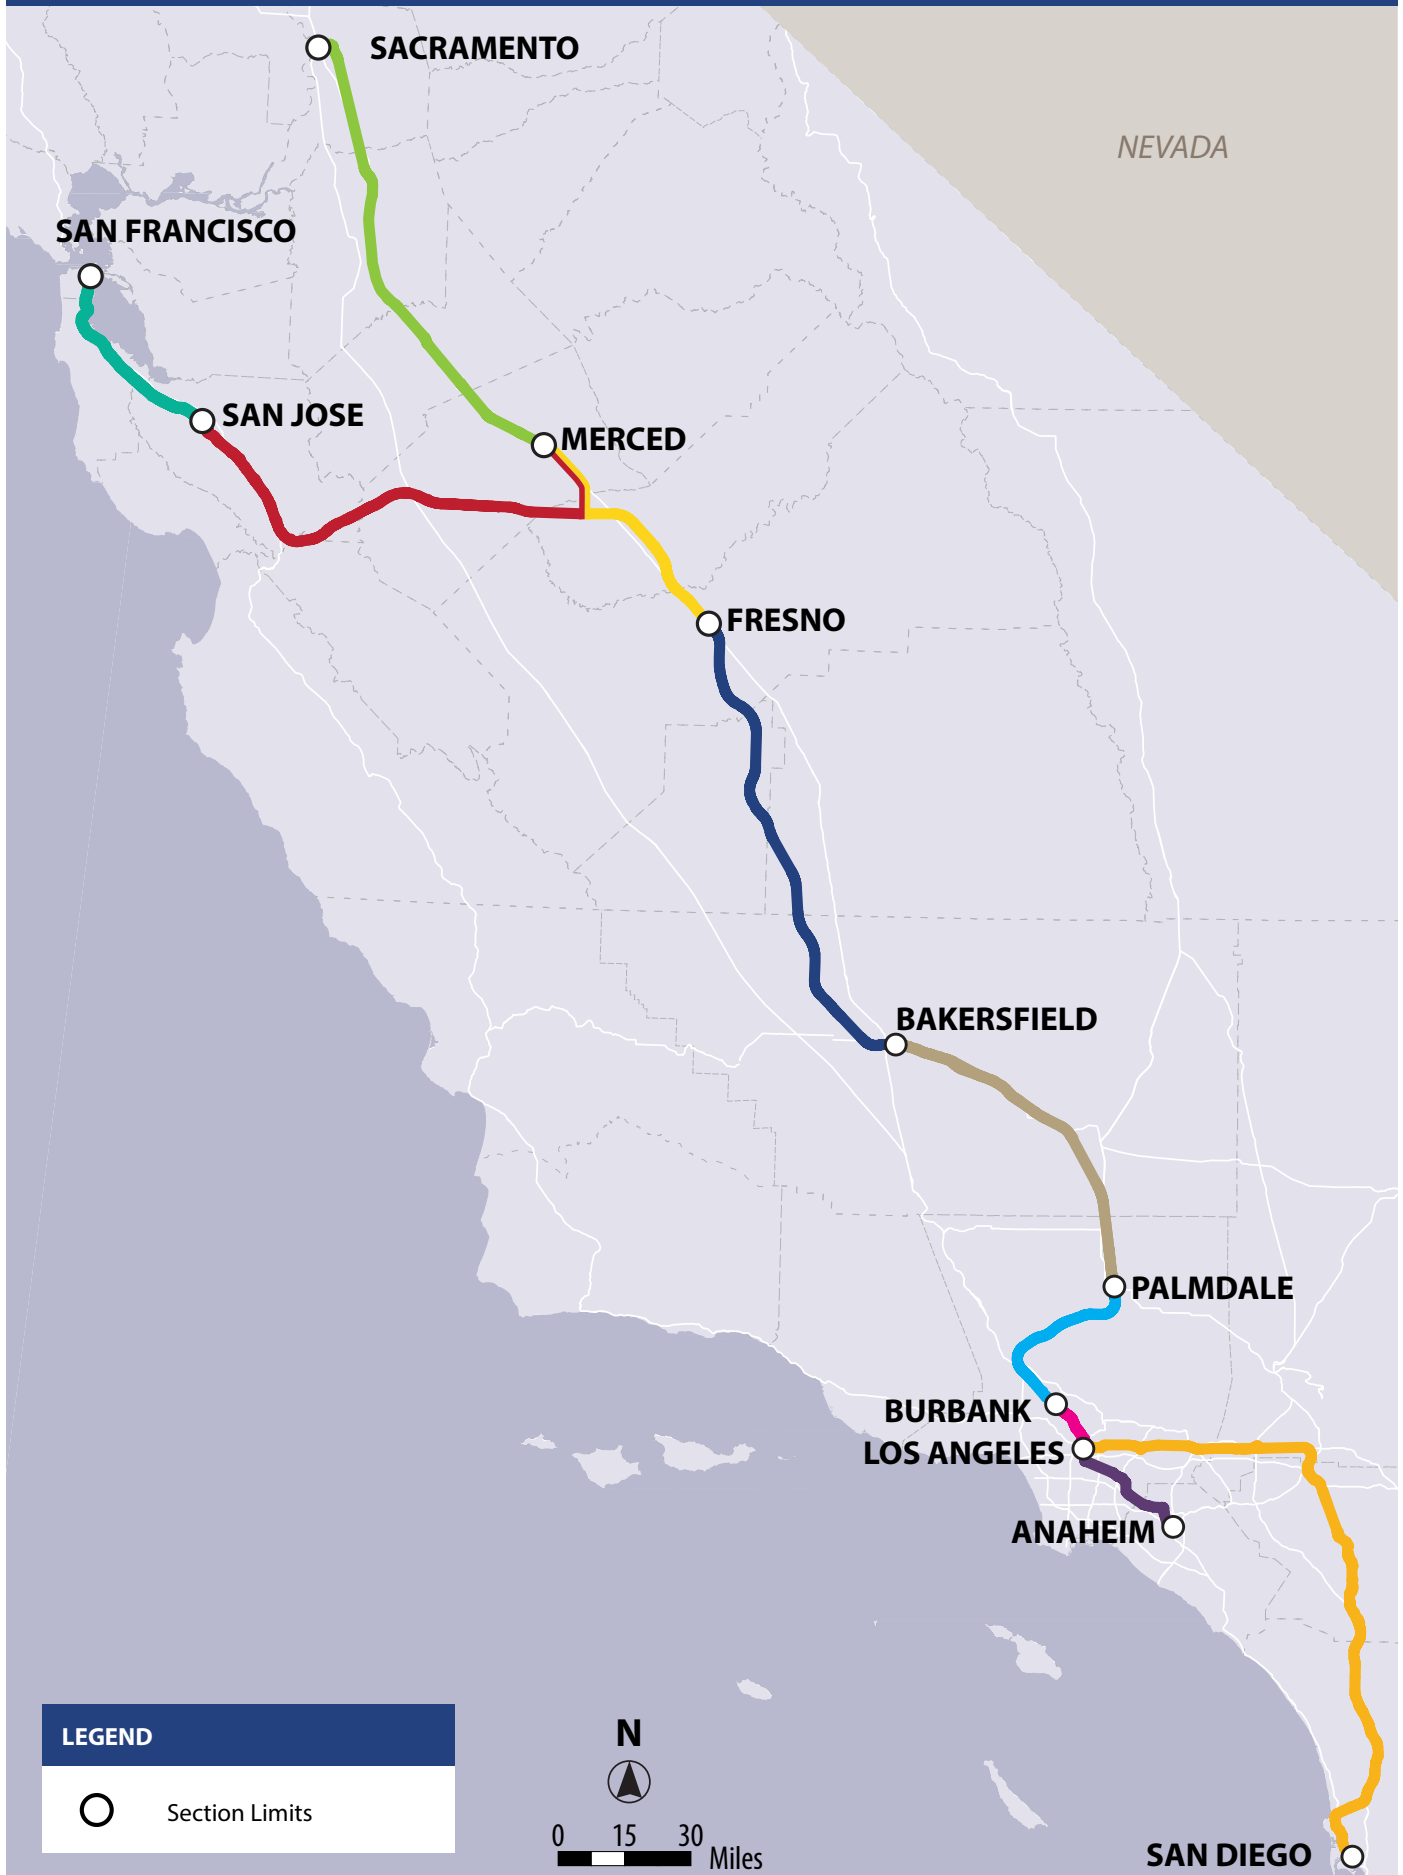 SACRAMENTO
NEVADA
SAN FRANCISCO
SAN JOSE
MERCED
FRESNO
BAKERSFIELD
PALMDALE
BURBANK
LOS ANGELES
ANAHEIM
LEGEND
Section Limits
N
0 15 30
Miles
SAN DIEGO